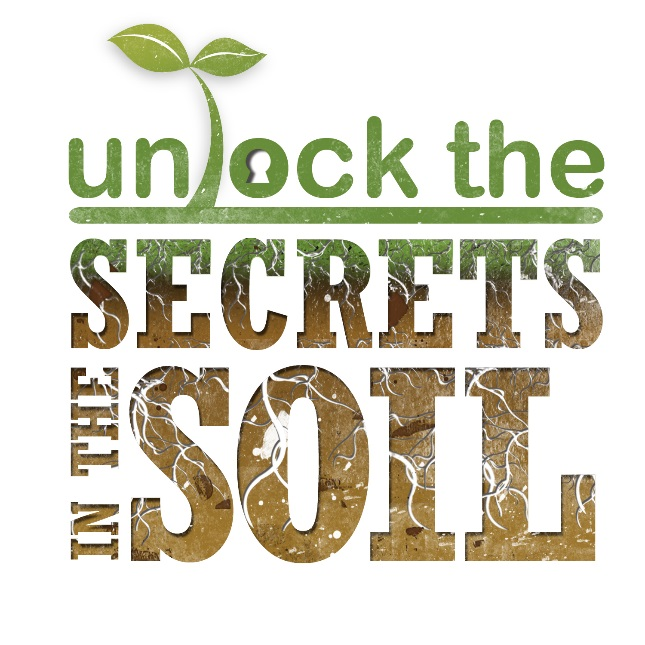 unlock the
SECRETS
IN THE
SOIL